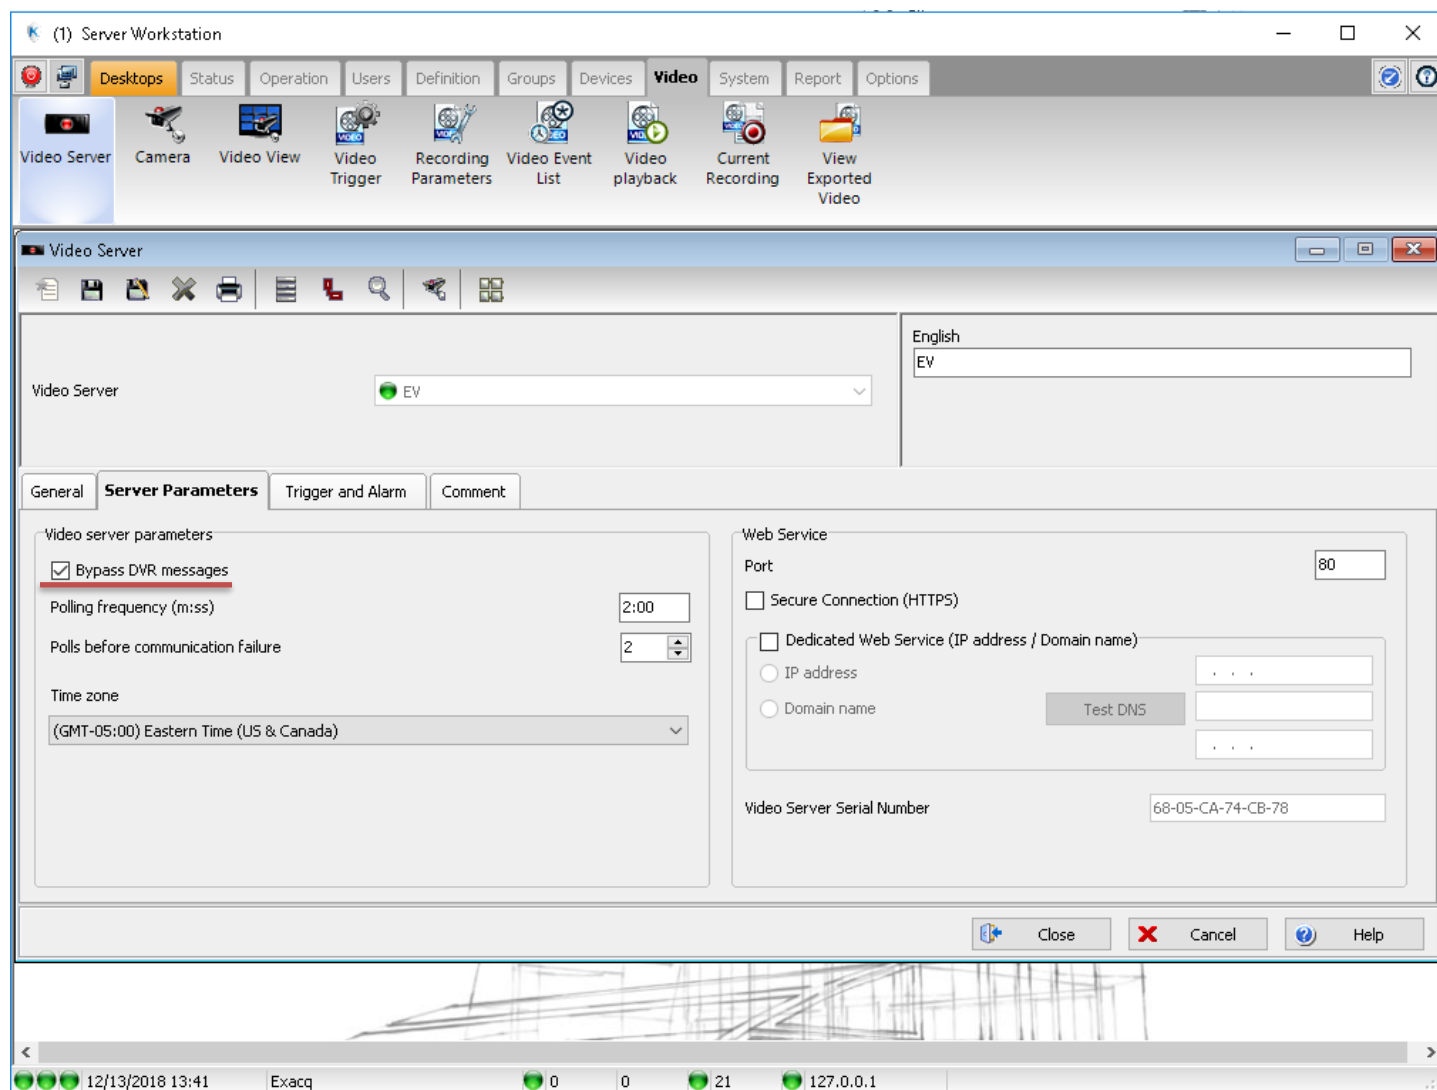 (1) Server Workstation
Desktops Status Operation Users Definition Groups Devices Video System Report Options
Video Server Camera Video View Video Trigger Recording Parameters Video Event List Video playback Current Recording View Exported Video
Video Server
English
EV
Video Server EV
General Server Parameters Trigger and Alarm Comment
Video server parameters
Bypass DVR messages
Polling frequency (m:ss) 2:00
Polls before communication failure 2
Time zone
(GMT-05:00) Eastern Time (US & Canada)
Web Service
Port 80
Secure Connection (HTTPS)
Dedicated Web Service (IP address / Domain name)
IP address . . .
Domain name Test DNS
. . .
Video Server Serial Number 68-05-CA-74-CB-78
Close Cancel Help
12/13/2018 13:41 Exacq 0 0 21 127.0.0.1